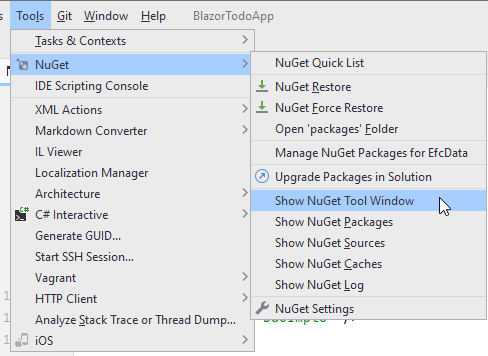 Tools Git Window Help BlazorTodoApp
Tasks & Contexts
NuGet
IDE Scripting Console
XML Actions
Markdown Converter
IL Viewer
Localization Manager
Architecture
C# Interactive
Generate GUID...
Start SSH Session...
Vagrant
HTTP Client
Analyze Stack Trace or Thread Dump...
iOS
NuGet Quick List
NuGet Restore
NuGet Force Restore
Open 'packages' Folder
Manage NuGet Packages for EfcData
Upgrade Packages in Solution
Show NuGet Tool Window
Show NuGet Packages
Show NuGet Sources
Show NuGet Caches
Show NuGet Log
NuGet Settings